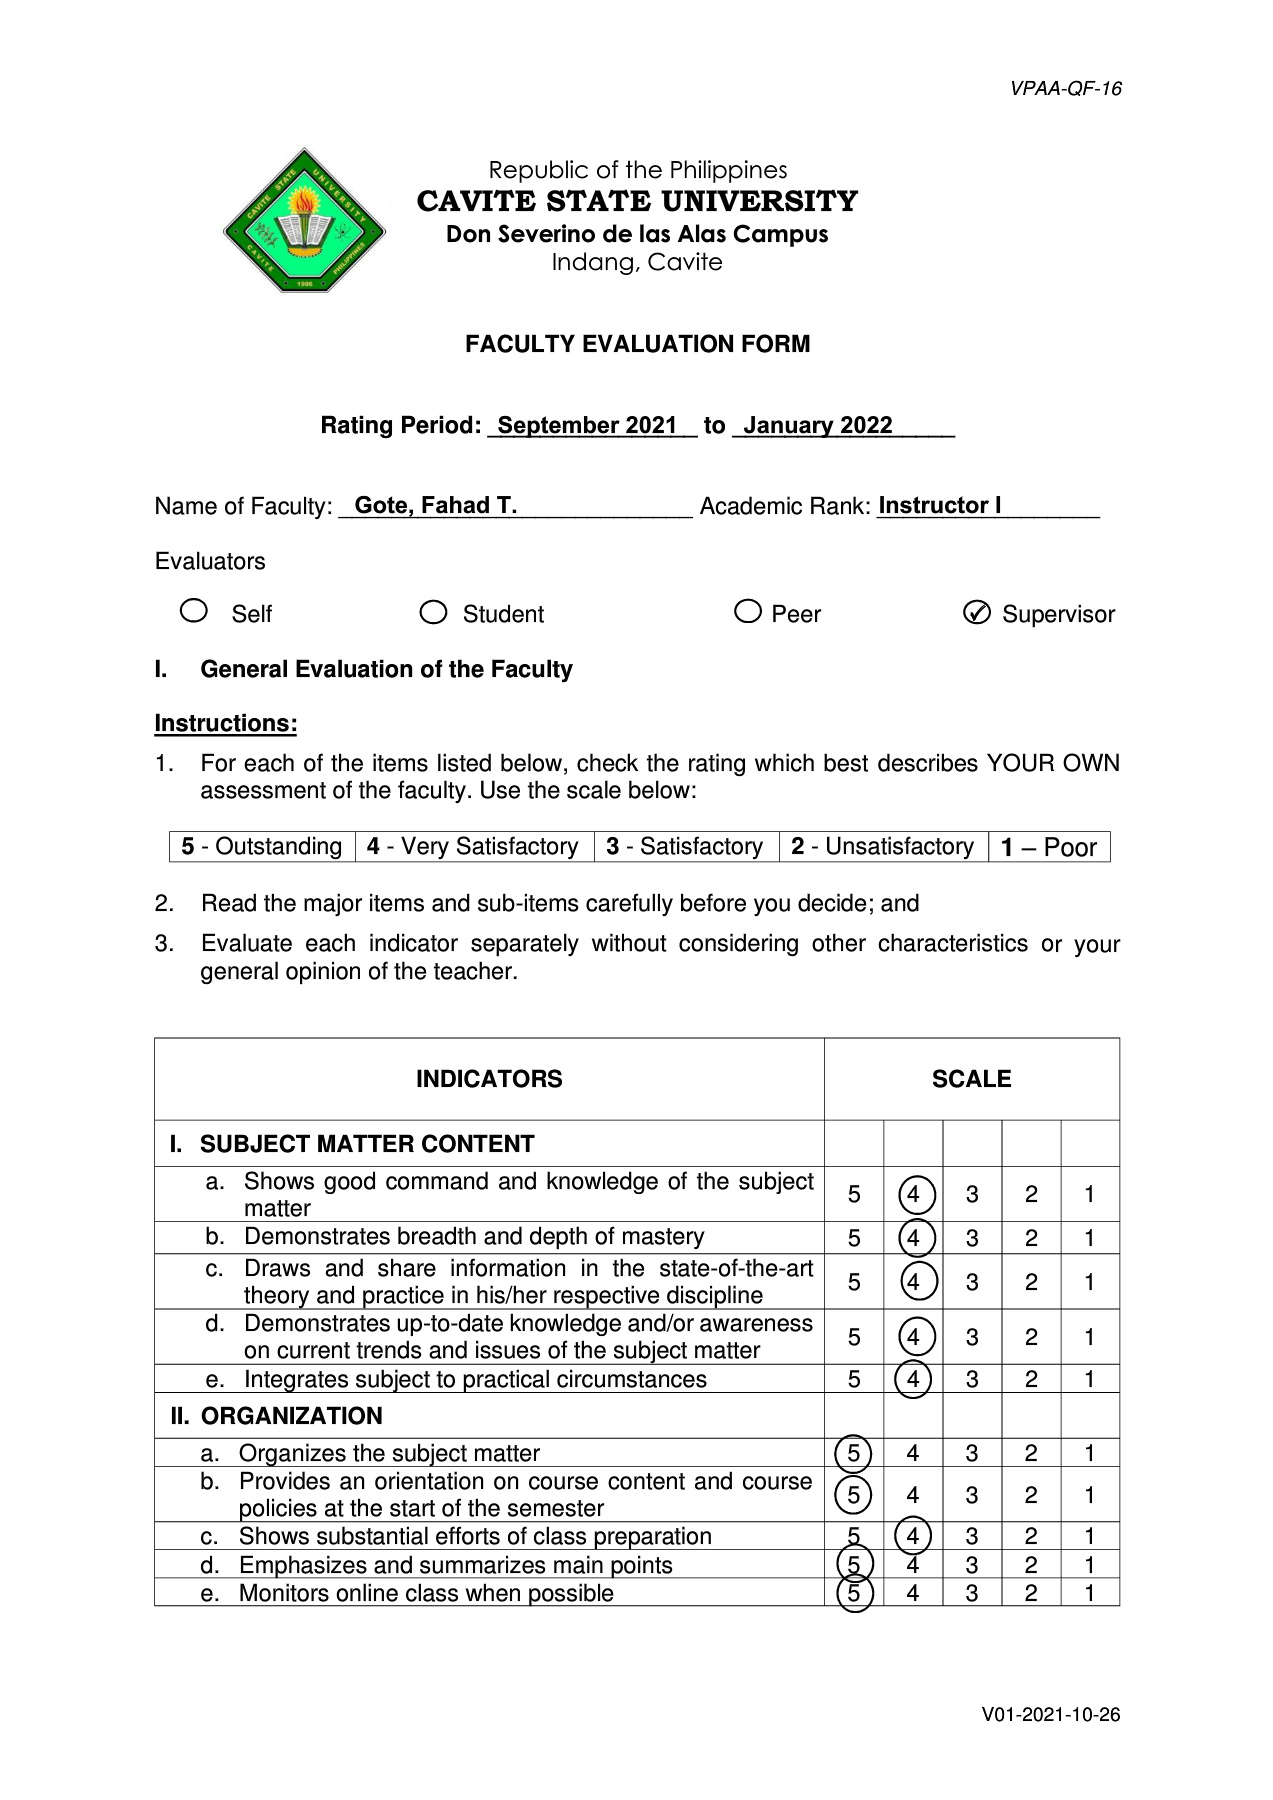 VPAA-QF-16
Republic of the Philippines
CAVITE STATE UNIVERSITY
Don Severino de las Alas Campus
Indang, Cavite
CAVITE STATE UNIVERSITY
CAVITE PHILIPPINES
1906
FACULTY EVALUATION FORM
Rating Period: September 2021 to January 2022
Name of Faculty: Gote, Fahad T. Academic Rank: Instructor I
Evaluators
Self Student Peer ✓ Supervisor
I. General Evaluation of the Faculty
Instructions:
1. For each of the items listed below, check the rating which best describes YOUR OWN
assessment of the faculty. Use the scale below:
5 - Outstanding 4 - Very Satisfactory 3 - Satisfactory 2 - Unsatisfactory 1 – Poor
2. Read the major items and sub-items carefully before you decide; and
3. Evaluate each indicator separately without considering other characteristics or your
general opinion of the teacher.
INDICATORS SCALE
I. SUBJECT MATTER CONTENT
a. Shows good command and knowledge of the subject
matter 5 4 3 2 1
b. Demonstrates breadth and depth of mastery 5 4 3 2 1
c. Draws and share information in the state-of-the-art
theory and practice in his/her respective discipline 5 4 3 2 1
d. Demonstrates up-to-date knowledge and/or awareness
on current trends and issues of the subject matter 5 4 3 2 1
e. Integrates subject to practical circumstances 5 4 3 2 1
II. ORGANIZATION
a. Organizes the subject matter 5 4 3 2 1
b. Provides an orientation on course content and course
policies at the start of the semester 5 4 3 2 1
c. Shows substantial efforts of class preparation 5 4 3 2 1
d. Emphasizes and summarizes main points 5 4 3 2 1
e. Monitors online class when possible 5 4 3 2 1
V01-2021-10-26